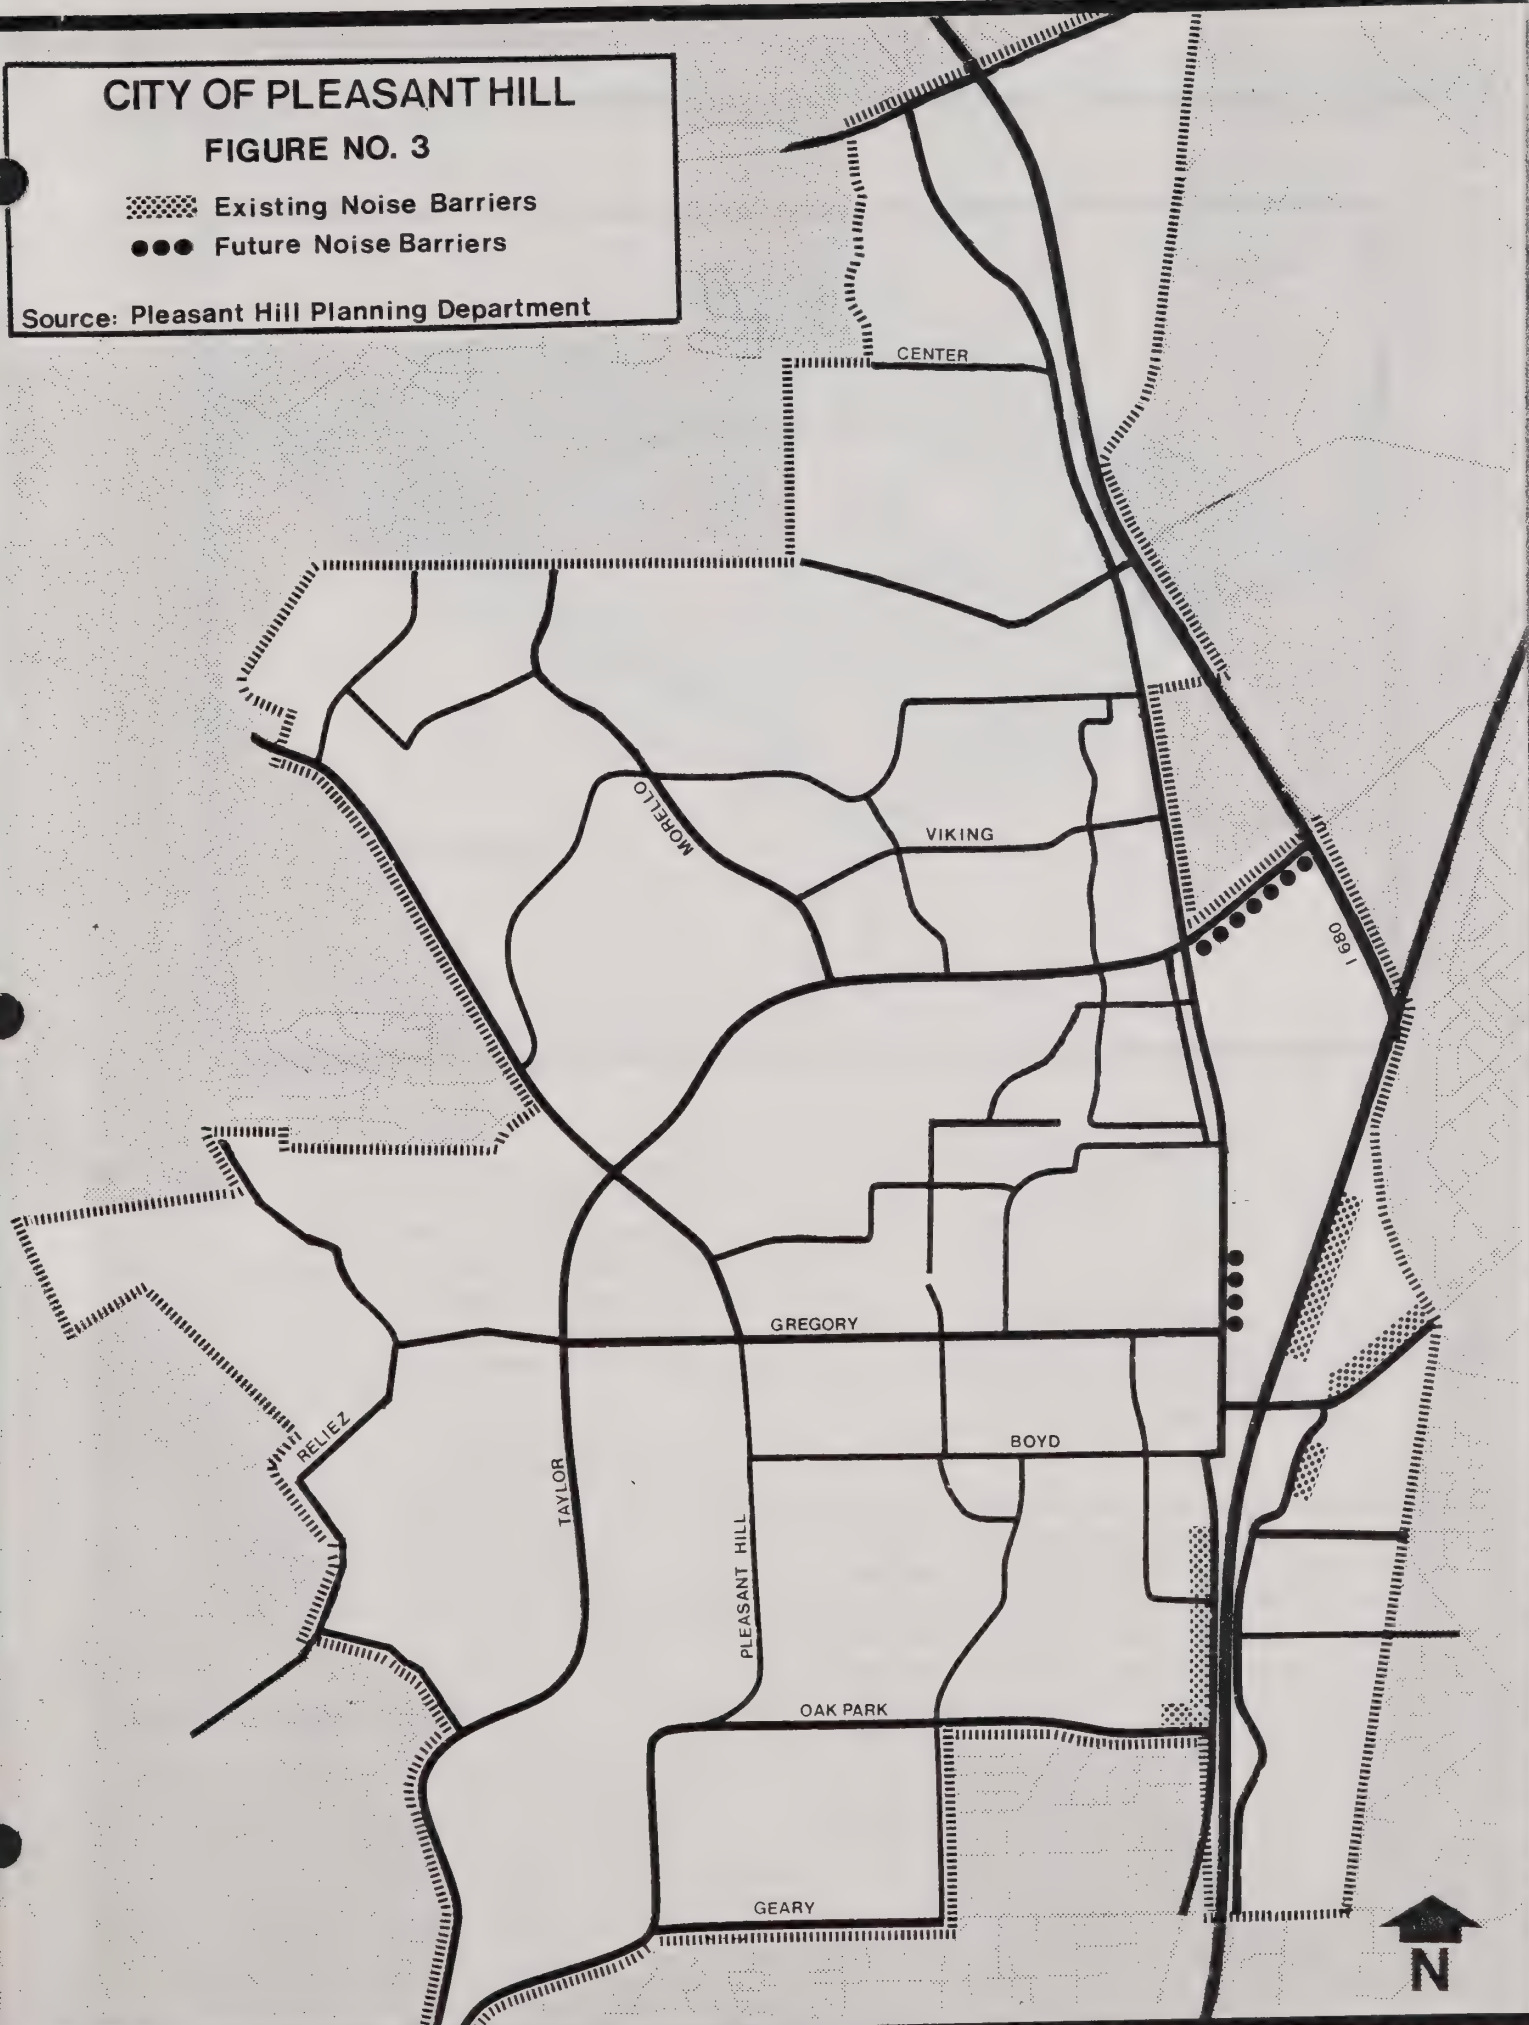 CITY OF PLEASANT HILL
FIGURE NO. 3
Existing Noise Barriers
Future Noise Barriers
Source: Pleasant Hill Planning Department
CENTER
MORELLO
VIKING
I 680
GREGORY
RELIEZ
BOYD
TAYLOR
PLEASANT HILL
OAK PARK
GEARY
N